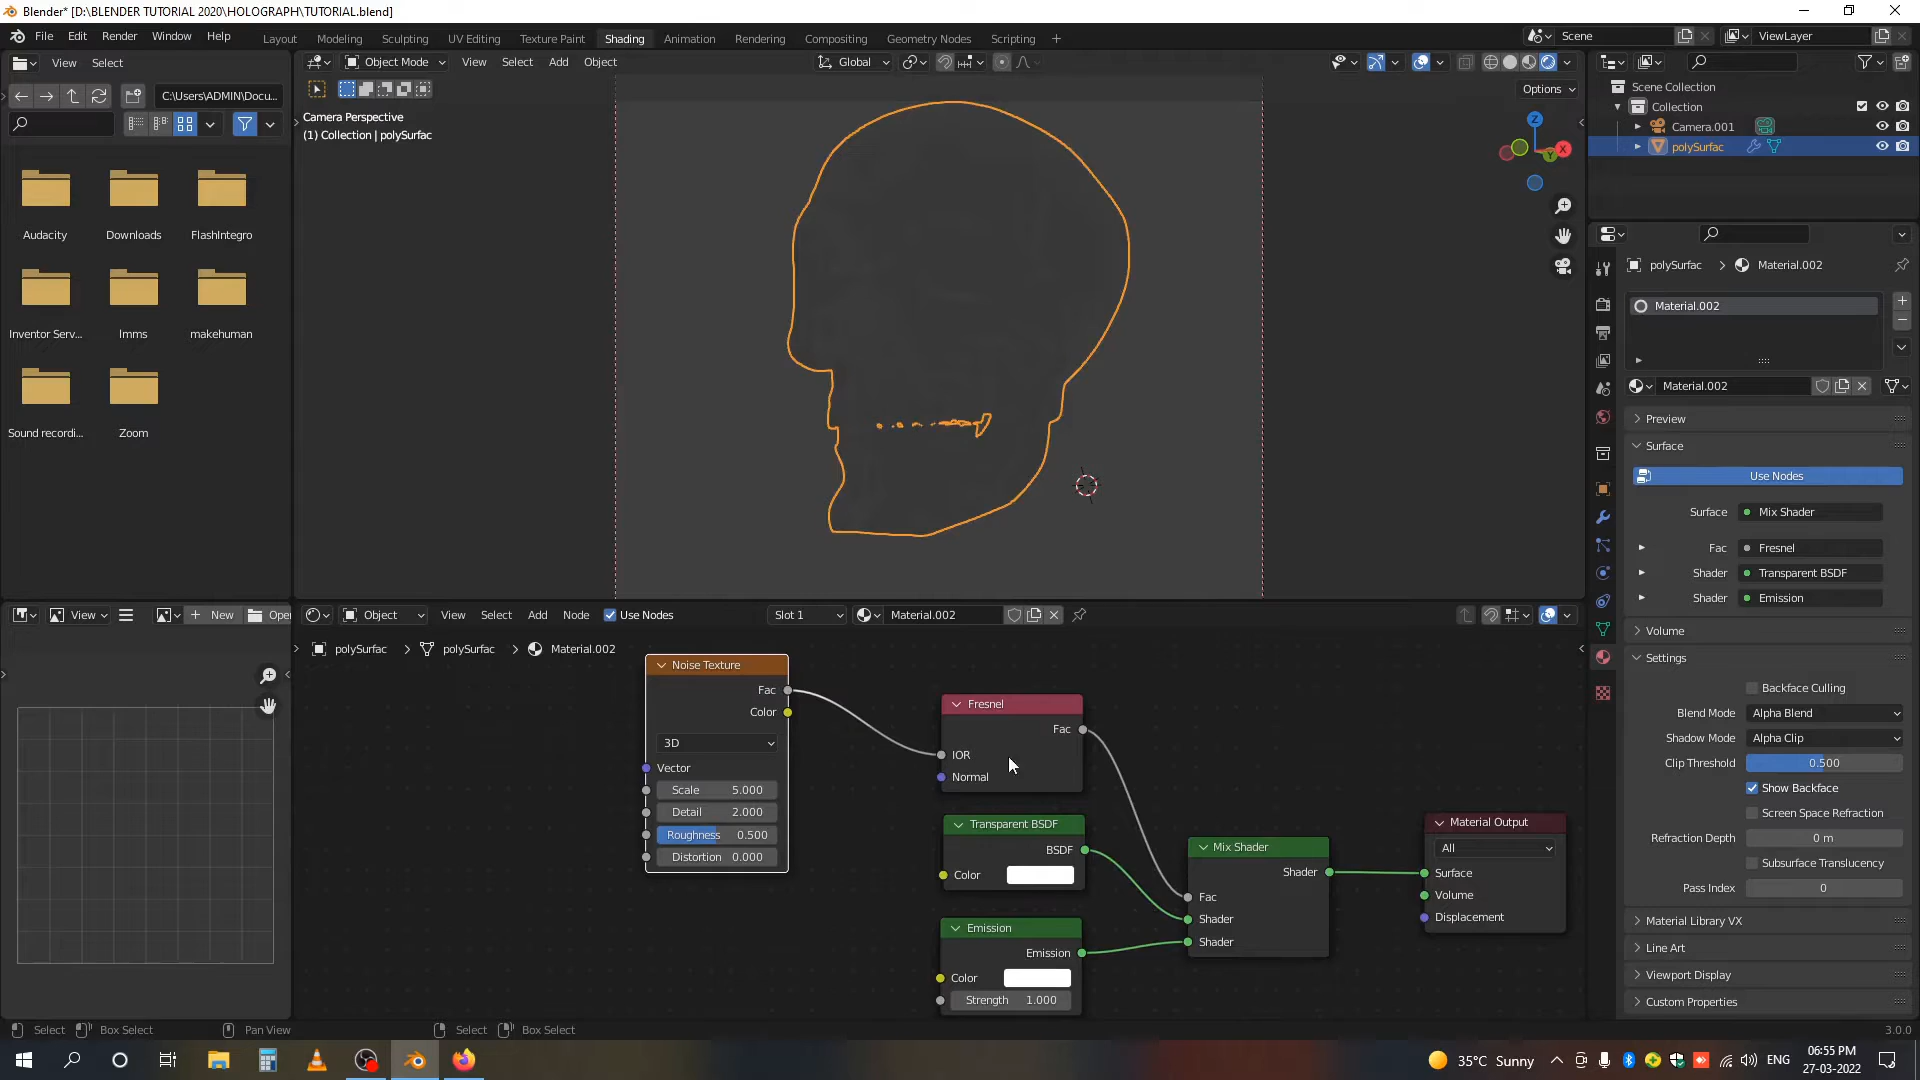 Blender* [D:\BLENDER TUTORIAL 2020\HOLOGRAPH\TUTORIAL.blend]
File Edit Render Window Help
Layout Modeling Sculpting UV Editing Texture Paint Shading Animation Rendering Compositing Geometry Nodes Scripting +
Scene
ViewLayer
View Select
Object Mode View Select Add Object
Global
C:\Users\ADMIN\Docu...
Options
Camera Perspective
(1) Collection | polySurfac
Z
X
Y
Audacity Downloads FlashIntegro
Inventor Serv... lmms makehuman
Sound recordi... Zoom
Scene Collection
Collection
Camera.001
polySurfac
polySurfac > Material.002
Material.002
Material.002
Preview
Surface
Use Nodes
Surface Mix Shader
Fac Fresnel
Shader Transparent BSDF
Shader Emission
Volume
Settings
Backface Culling
Blend Mode Alpha Blend
Shadow Mode Alpha Clip
Clip Threshold 0.500
Show Backface
Screen Space Refraction
Refraction Depth 0 m
Subsurface Translucency
Pass Index 0
Material Library VX
Line Art
Viewport Display
Custom Properties
View + New Ope
Object View Select Add Node Use Nodes Slot 1 Material.002
polySurfac > polySurfac > Material.002
Noise Texture
Fac
Color
3D
Vector
Scale 5.000
Detail 2.000
Roughness 0.500
Distortion 0.000
Fresnel
Fac
IOR
Normal
Transparent BSDF
BSDF
Color
Emission
Emission
Color
Strength 1.000
Mix Shader
Shader
Fac
Shader
Shader
Material Output
All
Surface
Volume
Displacement
Select Box Select Pan View Select Box Select 3.0.0
35°C Sunny ENG 06:55 PM
27-03-2022